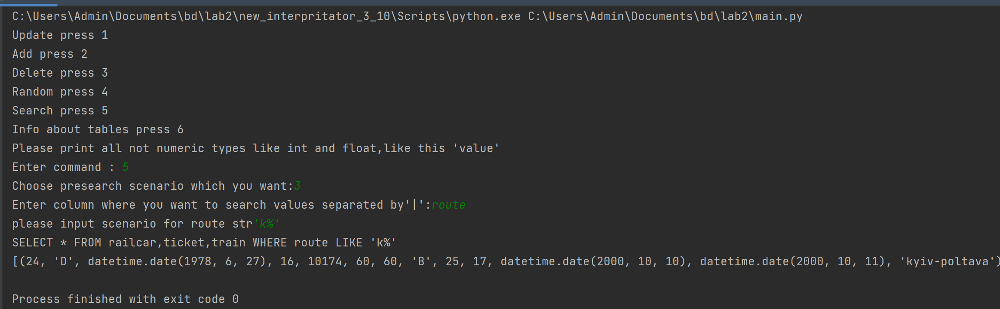 C:\Users\Admin\Documents\bd\lab2\new_interpritator_3_10\Scripts\python.exe C:\Users\Admin\Documents\bd\lab2\main.py
Update press 1
Add press 2
Delete press 3
Random press 4
Search press 5
Info about tables press 6
Please print all not numeric types like int and float,like this 'value'
Enter command : 5
Choose presearch scenario which you want:3
Enter column where you want to search values separated by'|':route
please input scenario for route str'k%'
SELECT * FROM railcar,ticket,train WHERE route LIKE 'k%'
[(24, 'D', datetime.date(1978, 6, 27), 16, 10174, 60, 60, 'B', 25, 17, datetime.date(2000, 10, 10), datetime.date(2000, 10, 11), 'kyiv-poltava')
Process finished with exit code 0